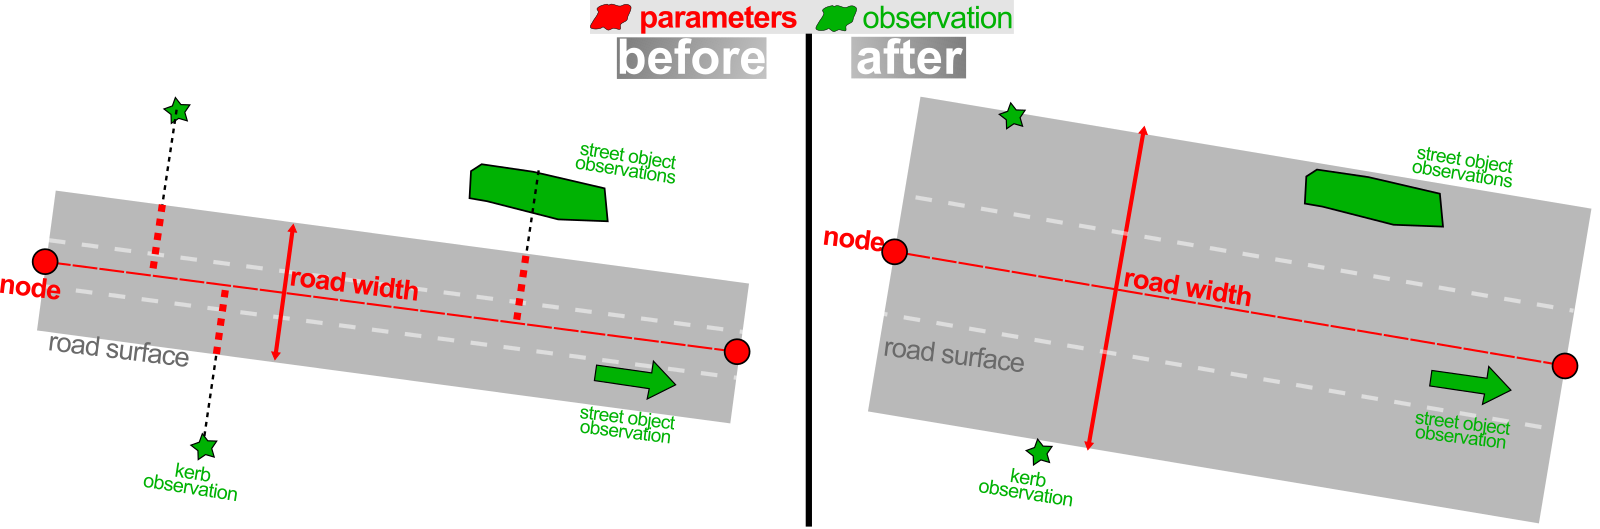 parameters observation
before after
street object
observations
node
road width
road surface
street object
observation
kerb
observation
street object
observations
node
road width
road surface
street object
observation
kerb
observation